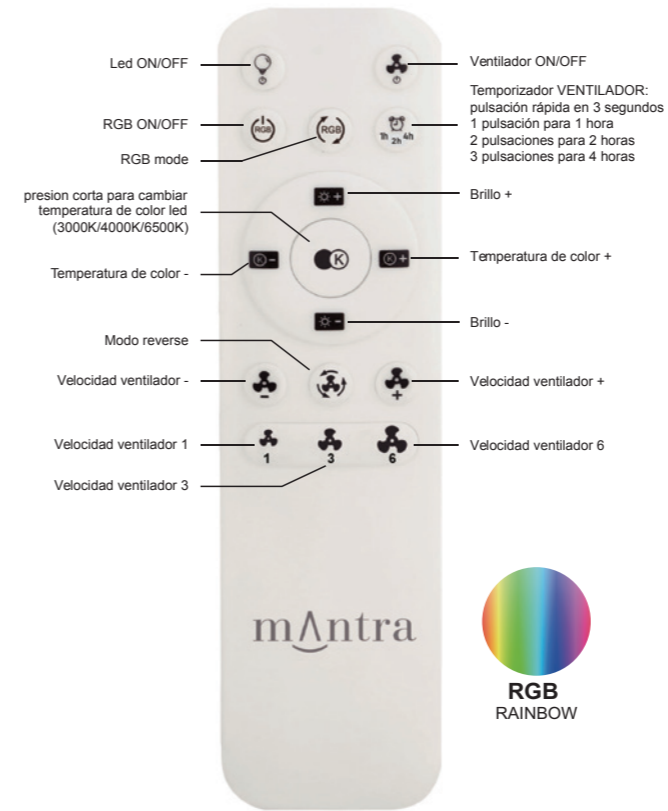 Led ON/OFF
Ventilador ON/OFF
Temporizador VENTILADOR:
pulsación rápida en 3 segundos
1 pulsación para 1 hora
2 pulsaciones para 2 horas
3 pulsaciones para 4 horas
RGB ON/OFF
RGB
RGB
1h 2h 4h
RGB mode
presion corta para cambiar
temperatura de color led
(3000K/4000K/6500K)
Brillo +
+
K -
K
K +
Temperatura de color -
Temperatura de color +
-
Brillo -
Modo reverse
Velocidad ventilador -
-
+
Velocidad ventilador +
Velocidad ventilador 1
1
3
6
Velocidad ventilador 6
Velocidad ventilador 3
mantra
RGB
RAINBOW